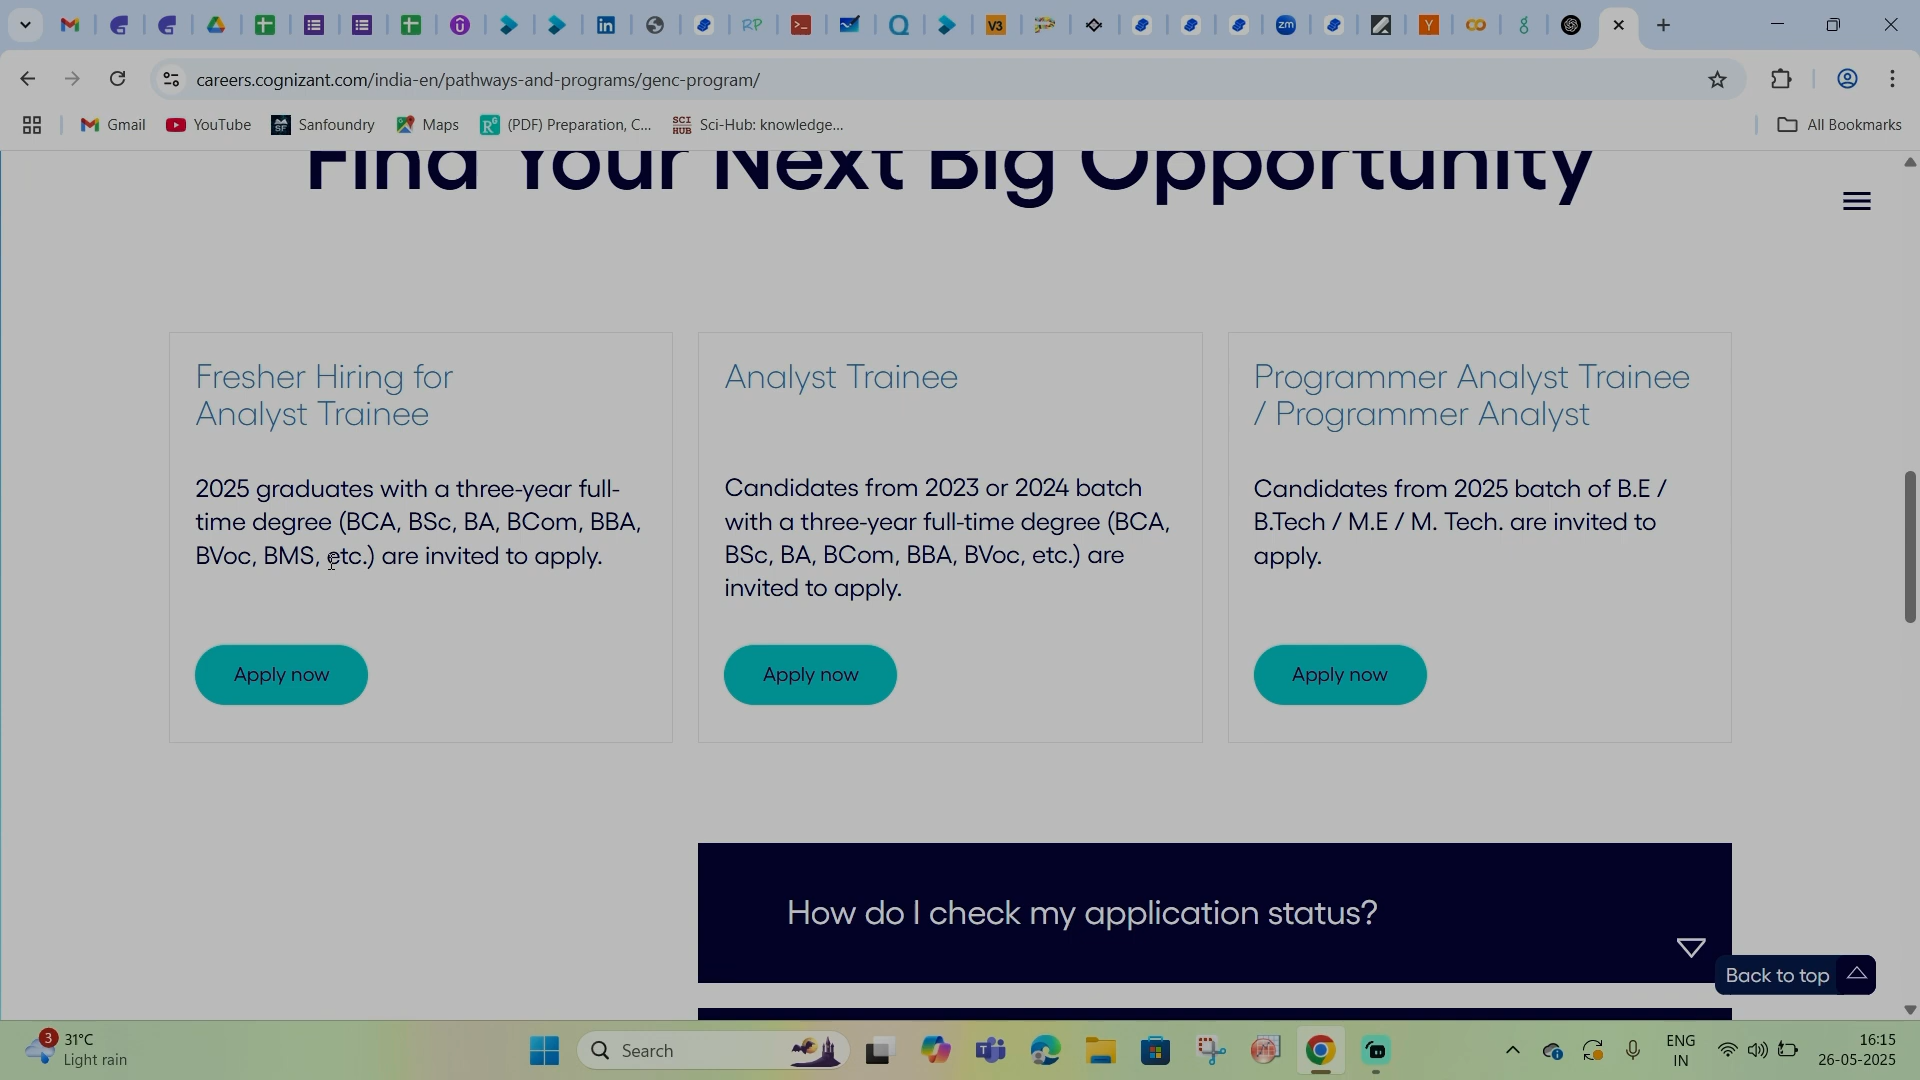 careers.cognizant.com/india-en/pathways-and-programs/genc-program/
Gmail
YouTube
Sanfoundry
Maps
(PDF) Preparation, C...
SCI HUB
Sci-Hub: knowledge...
All Bookmarks
Find Your Next Big Opportunity
Fresher Hiring for
Analyst Trainee
2025 graduates with a three-year full-
time degree (BCA, BSc, BA, BCom, BBA,
BVoc, BMS, etc.) are invited to apply.
Apply now
Analyst Trainee
Candidates from 2023 or 2024 batch
with a three-year full-time degree (BCA,
BSc, BA, BCom, BBA, BVoc, etc.) are
invited to apply.
Apply now
Programmer Analyst Trainee
/ Programmer Analyst
Candidates from 2025 batch of B.E /
B.Tech / M.E / M. Tech. are invited to
apply.
Apply now
How do I check my application status?
Back to top
3
31°C
Light rain
Search
ENG
IN
16:15
26-05-2025